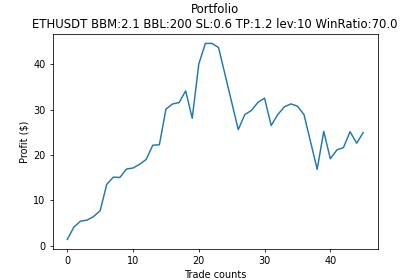 Portfolio
ETHUSDT BBM:2.1 BBL:200 SL:0.6 TP:1.2 lev:10 WinRatio:70.0
40
30
20
10
0
Profit ($)
0 10 20 30 40
Trade counts